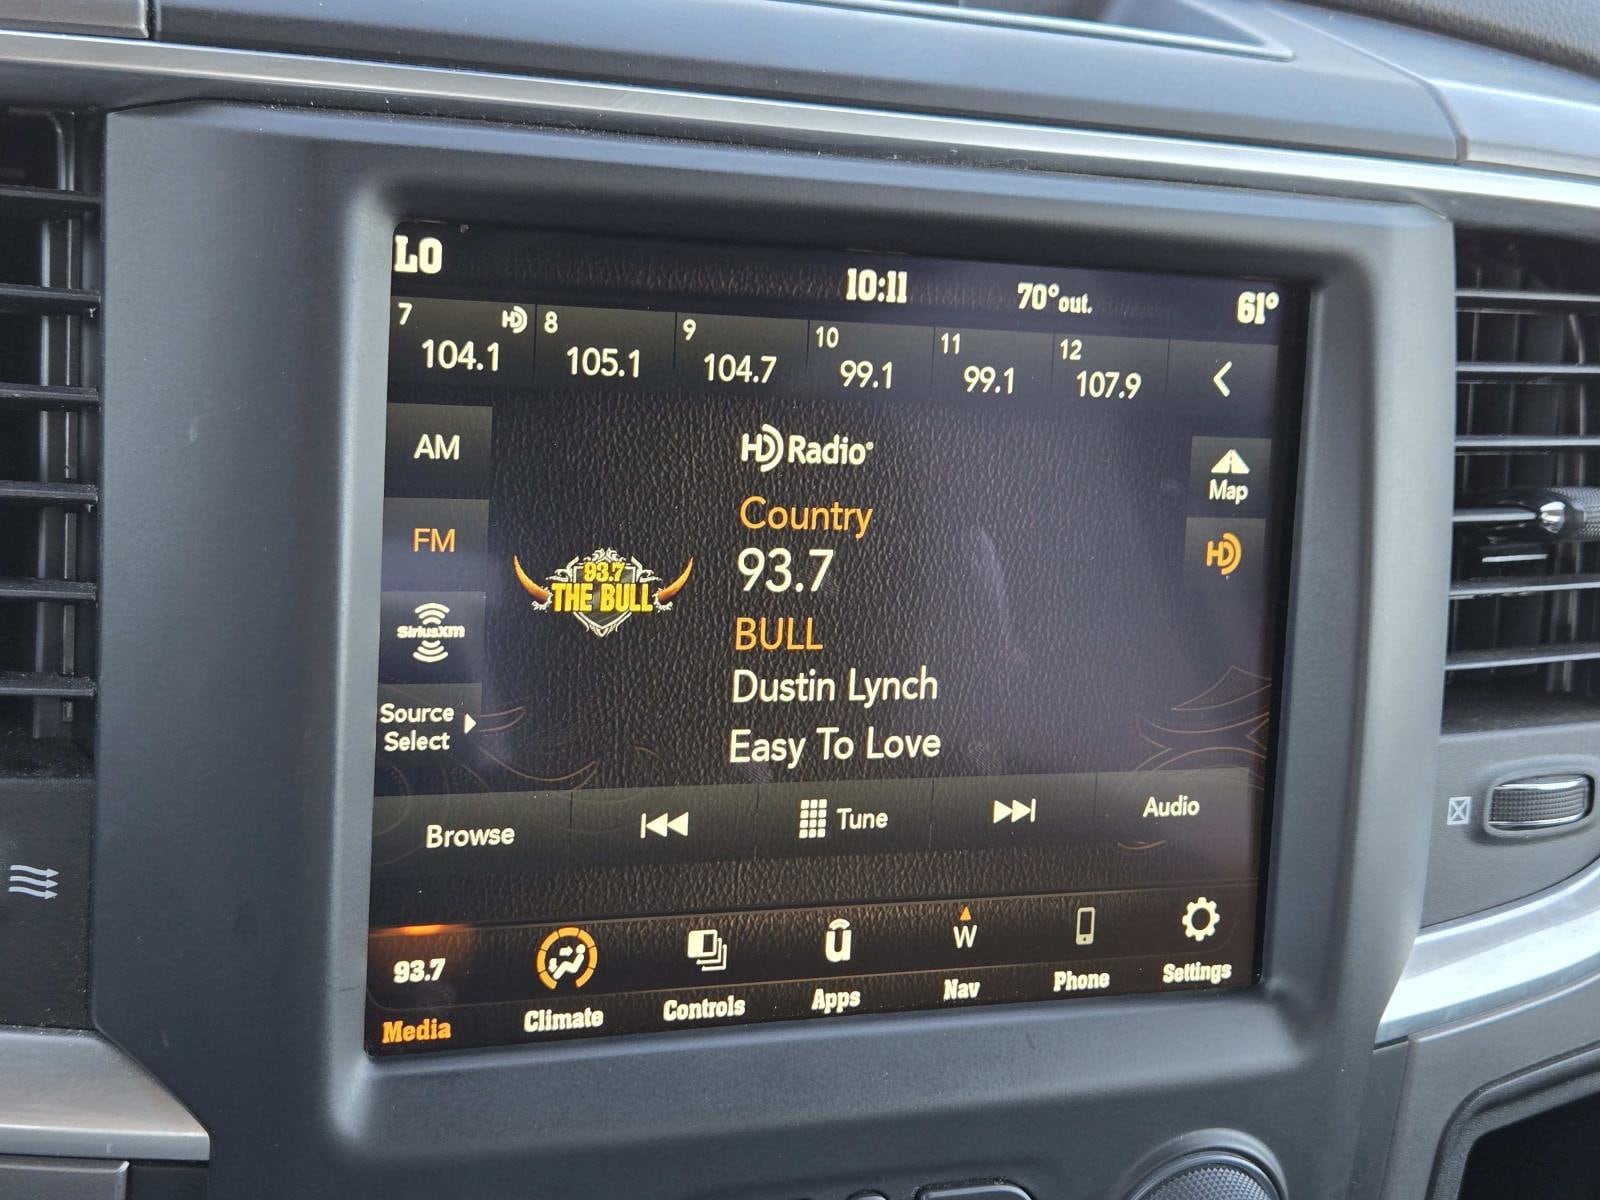 LO 10:11 70° out. 61°
7 HD 8 9 10 11 12
104.1 105.1 104.7 99.1 99.1 107.9
AM
HD Radio®
Map
Country
FM
93.7
HD
93.7
THE BULL
BULL
SiriusXM
Dustin Lynch
Source
Select
Easy To Love
Browse Tune Audio
93.7 W
Media Climate Controls Apps Nav Phone Settings